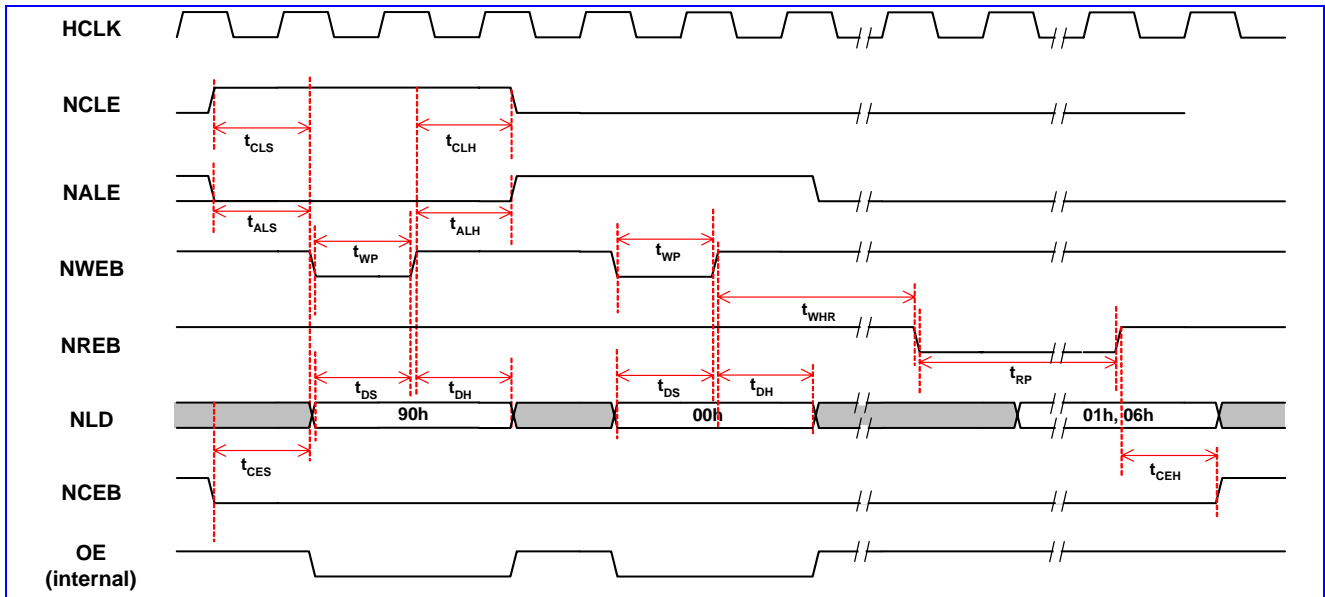 HCLK
NCLE
tCLS
tCLH
NALE
tALS
tALH
NWEB
tWP
tWP
tWHR
NREB
tRP
tDS
tDH
tDS
tDH
NLD
90h
00h
01h, 06h
tCES
tCEH
NCEB
OE
(internal)